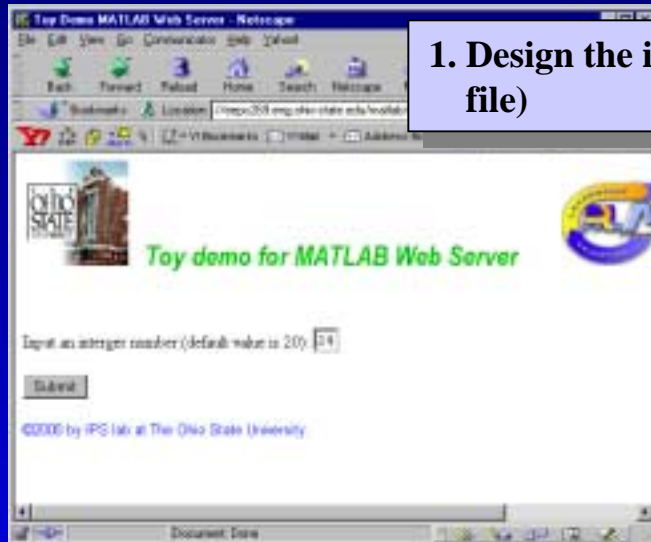 Toy Demo MATLAB Web Server - Netscape
File Edit View Go Communicator Help Yahoo!
1. Design the i
file)
Back Forward Reload Home Search Netscape
Bookmarks Location
Toy demo for MATLAB Web Server
Input an interger number (default value is 20): 24
Submit
©2000 by IPS lab at The Ohio State University
Document: Done